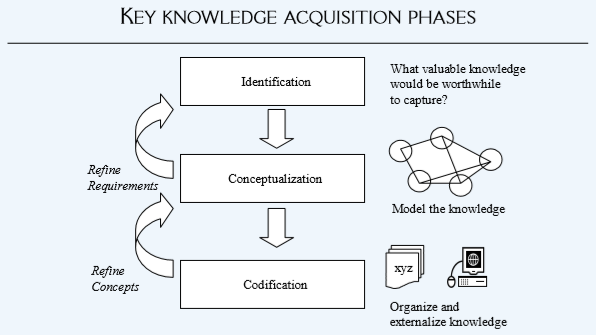 KEY KNOWLEDGE ACQUISITION PHASES
Identification
What valuable knowledge
would be worthwhile
to capture?
Refine
Requirements
Conceptualization
Model the knowledge
Refine
Concepts
Codification
xyz
Organize and
externalize knowledge